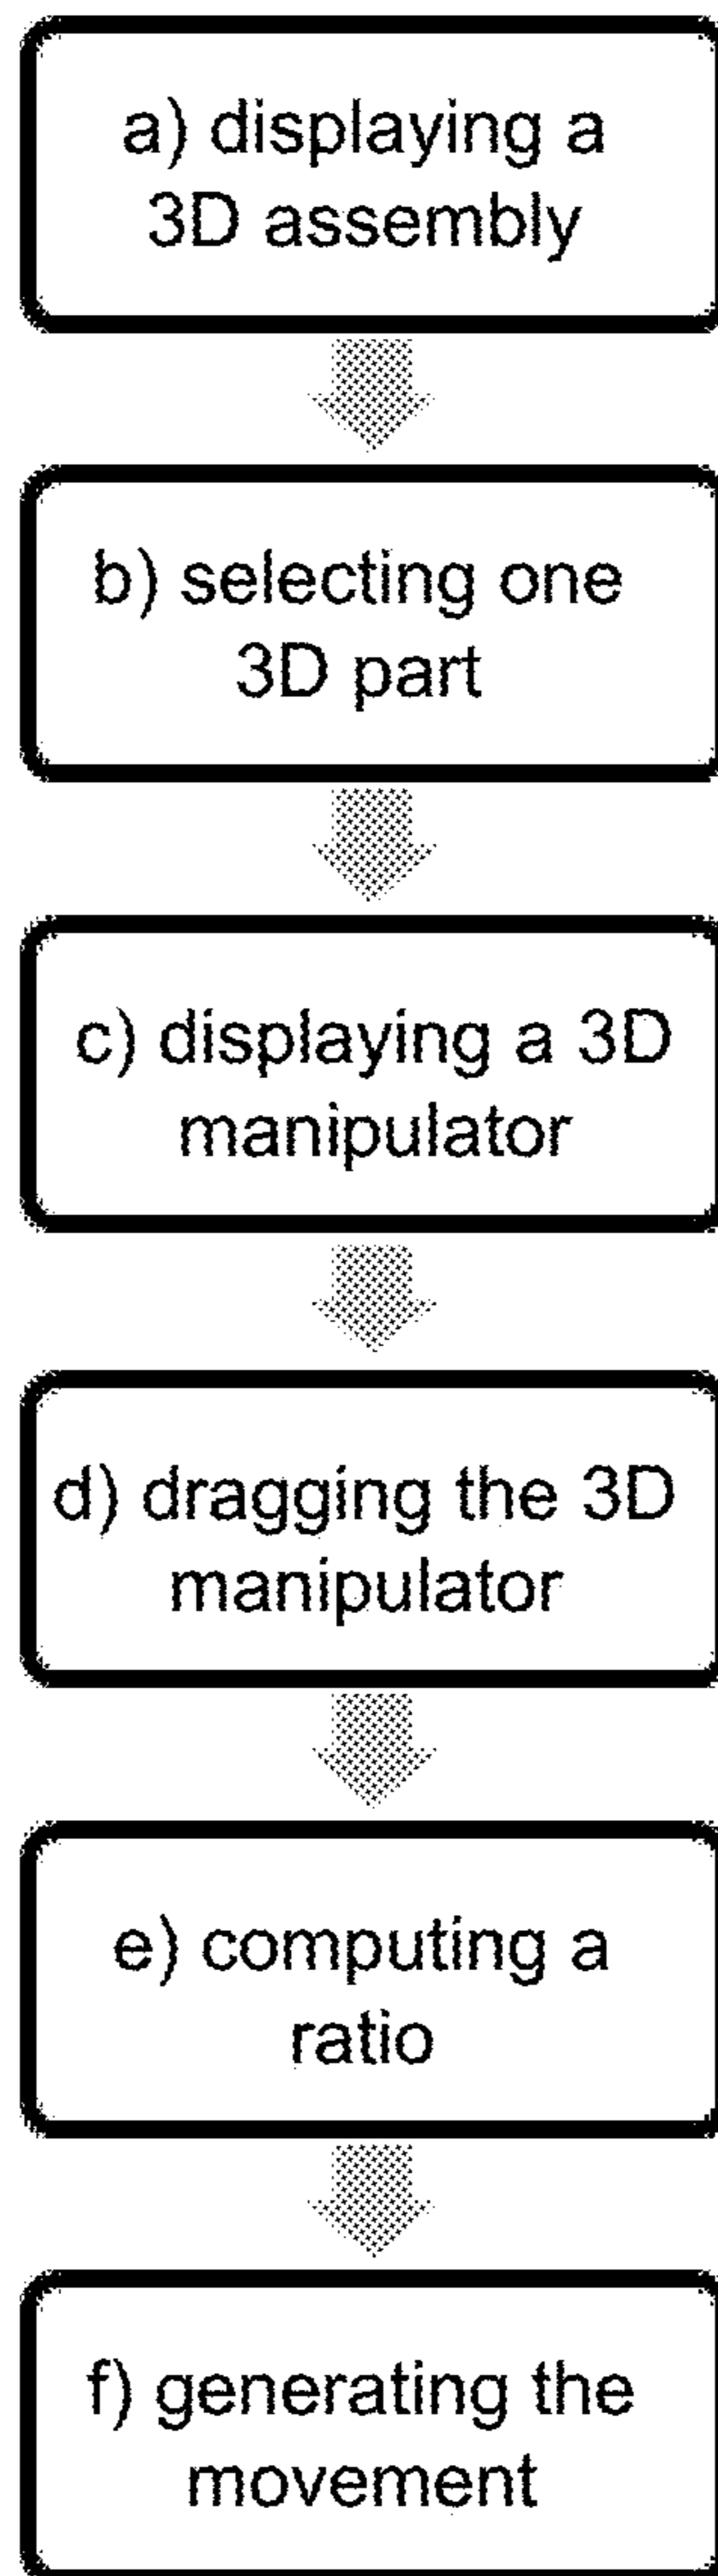 a) displaying a
3D assembly
b) selecting one
3D part
c) displaying a 3D
manipulator
d) dragging the 3D
manipulator
e) computing a
ratio
f) generating the
movement